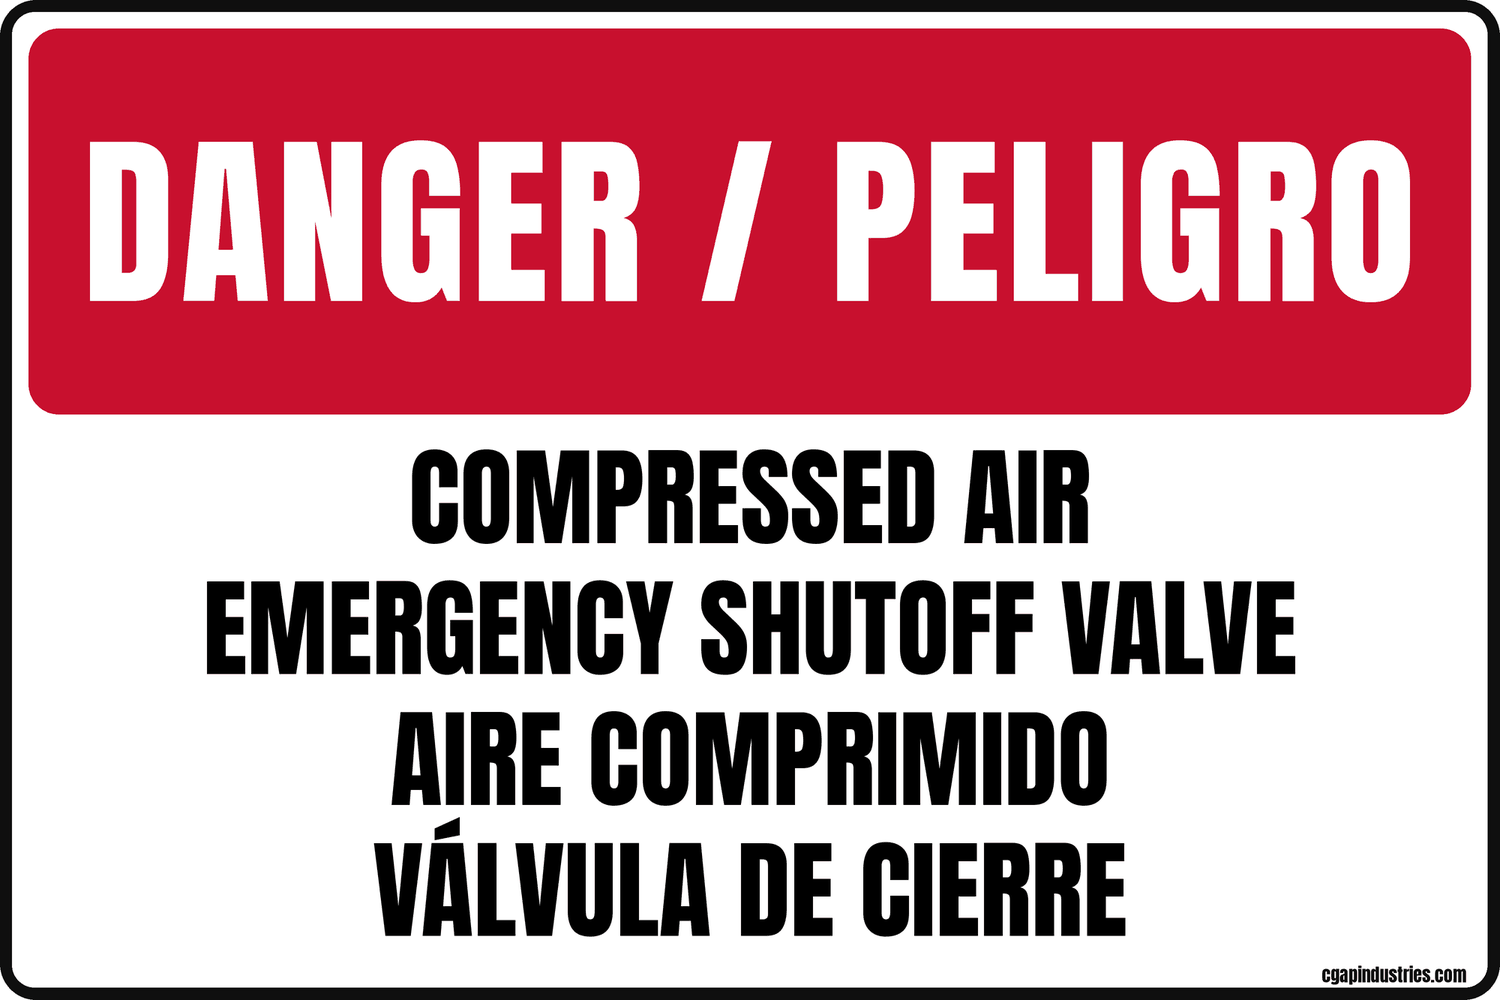 DANGER / PELIGRO
COMPRESSED AIR
EMERGENCY SHUTOFF VALVE
AIRE COMPRIMIDO
VÁLVULA DE CIERRE
cgapindustries.com